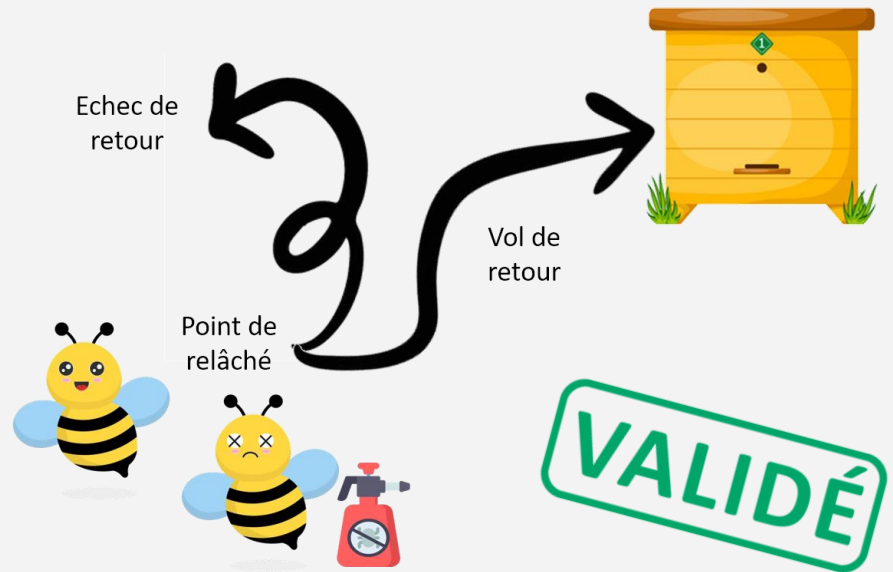 Echec de
retour
1
Vol de
retour
Point de
relâché
VALIDÉ